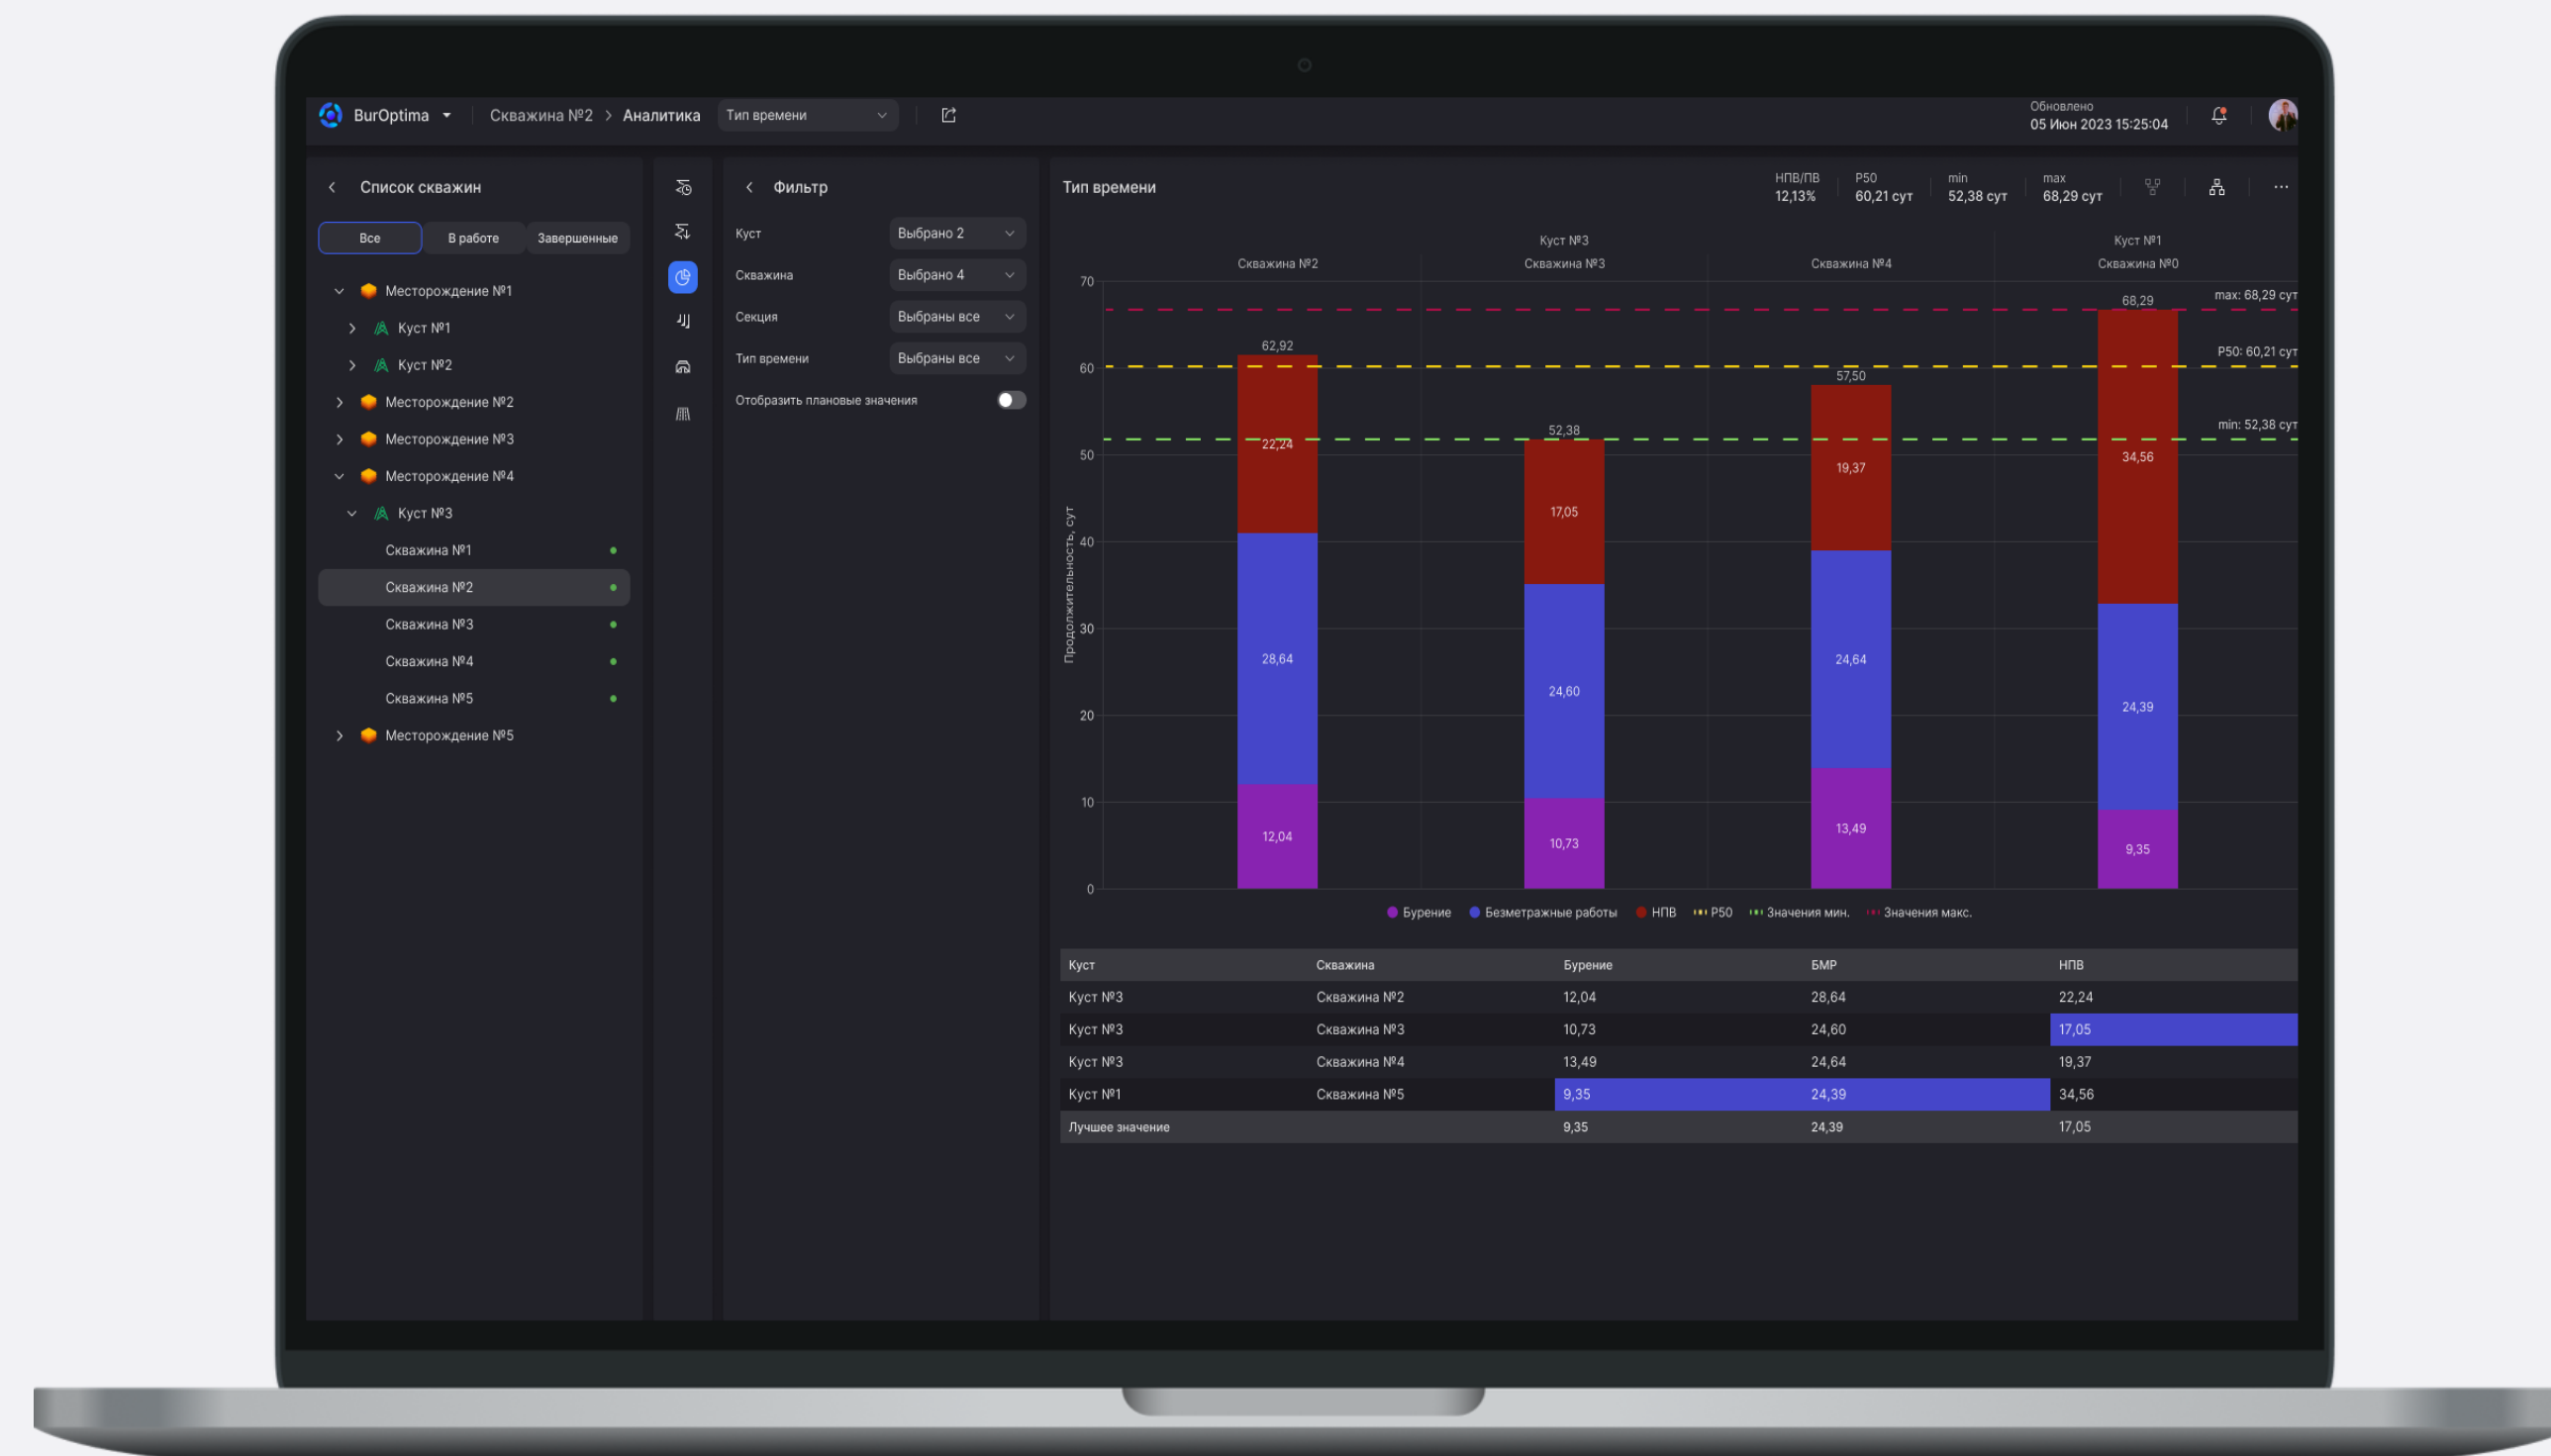 BurOptima
Скважина №2 > Аналитика
Тип времени
Обновлено
05 Июн 2023 15:25:04
Список скважин
Все
В работе
Завершенные
Месторождение №1
Куст №1
Куст №2
Месторождение №2
Месторождение №3
Месторождение №4
Куст №3
Скважина №1
Скважина №2
Скважина №3
Скважина №4
Скважина №5
Месторождение №5
Фильтр
Куст Выбрано 2
Скважина Выбрано 4
Секция Выбраны все
Тип времени Выбраны все
Отобразить плановые значения
Тип времени
НПВ/ПВ
12,13%
P50
60,21 сут
min
52,38 сут
max
68,29 сут
Куст №3
Куст №1
Скважина №2
Скважина №3
Скважина №4
Скважина №0
Продолжительность, сут
70
60
50
40
30
20
10
0
62,92
22,24
28,64
12,04
52,38
17,05
24,60
10,73
57,50
19,37
24,64
13,49
68,29
34,56
24,39
9,35
max: 68,29 сут
P50: 60,21 сут
min: 52,38 сут
Бурение
Безметражные работы
НПВ
P50
Значения мин.
Значения макс.
Куст Скважина Бурение БМР НПВ
Куст №3 Скважина №2 12,04 28,64 22,24
Куст №3 Скважина №3 10,73 24,60 17,05
Куст №3 Скважина №4 13,49 24,64 19,37
Куст №1 Скважина №5 9,35 24,39 34,56
Лучшее значение 9,35 24,39 17,05